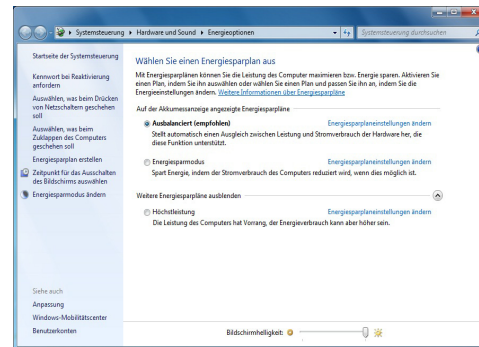 Systemsteuerung ▸ Hardware und Sound ▸ Energieoptionen
Systemsteuerung durchsuchen
Startseite der Systemsteuerung
Kennwort bei Reaktivierung
anfordern
Auswählen, was beim Drücken
von Netzschaltern geschehen
soll
Auswählen, was beim
Zuklappen des Computers
geschehen soll
Energiesparplan erstellen
Zeitpunkt für das Ausschalten
des Bildschirms auswählen
Energiesparmodus ändern
Siehe auch
Anpassung
Windows-Mobilitätscenter
Benutzerkonten
Wählen Sie einen Energiesparplan aus
Mit Energiesparplänen können Sie die Leistung des Computer maximieren bzw. Energie sparen. Aktivieren Sie
einen Plan, indem Sie ihn auswählen oder wählen Sie einen Plan und passen Sie ihn an, indem Sie die
Energieeinstellungen ändern. Weitere Informationen über Energiesparpläne
Auf der Akkumessanzeige angezeigte Energiesparpläne
Ausbalanciert (empfohlen) Energiesparplaneinstellungen ändern
Stellt automatisch einen Ausgleich zwischen Leistung und Stromverbrauch der Hardware her, die
diese Funktion unterstützt.
Energiesparmodus Energiesparplaneinstellungen ändern
Spart Energie, indem der Stromverbrauch des Computers reduziert wird, wenn dies möglich ist.
Weitere Energiesparpläne ausblenden
Höchstleistung Energiesparplaneinstellungen ändern
Die Leistung des Computers hat Vorrang, der Energieverbrauch kann aber höher sein.
Bildschirmhelligkeit: